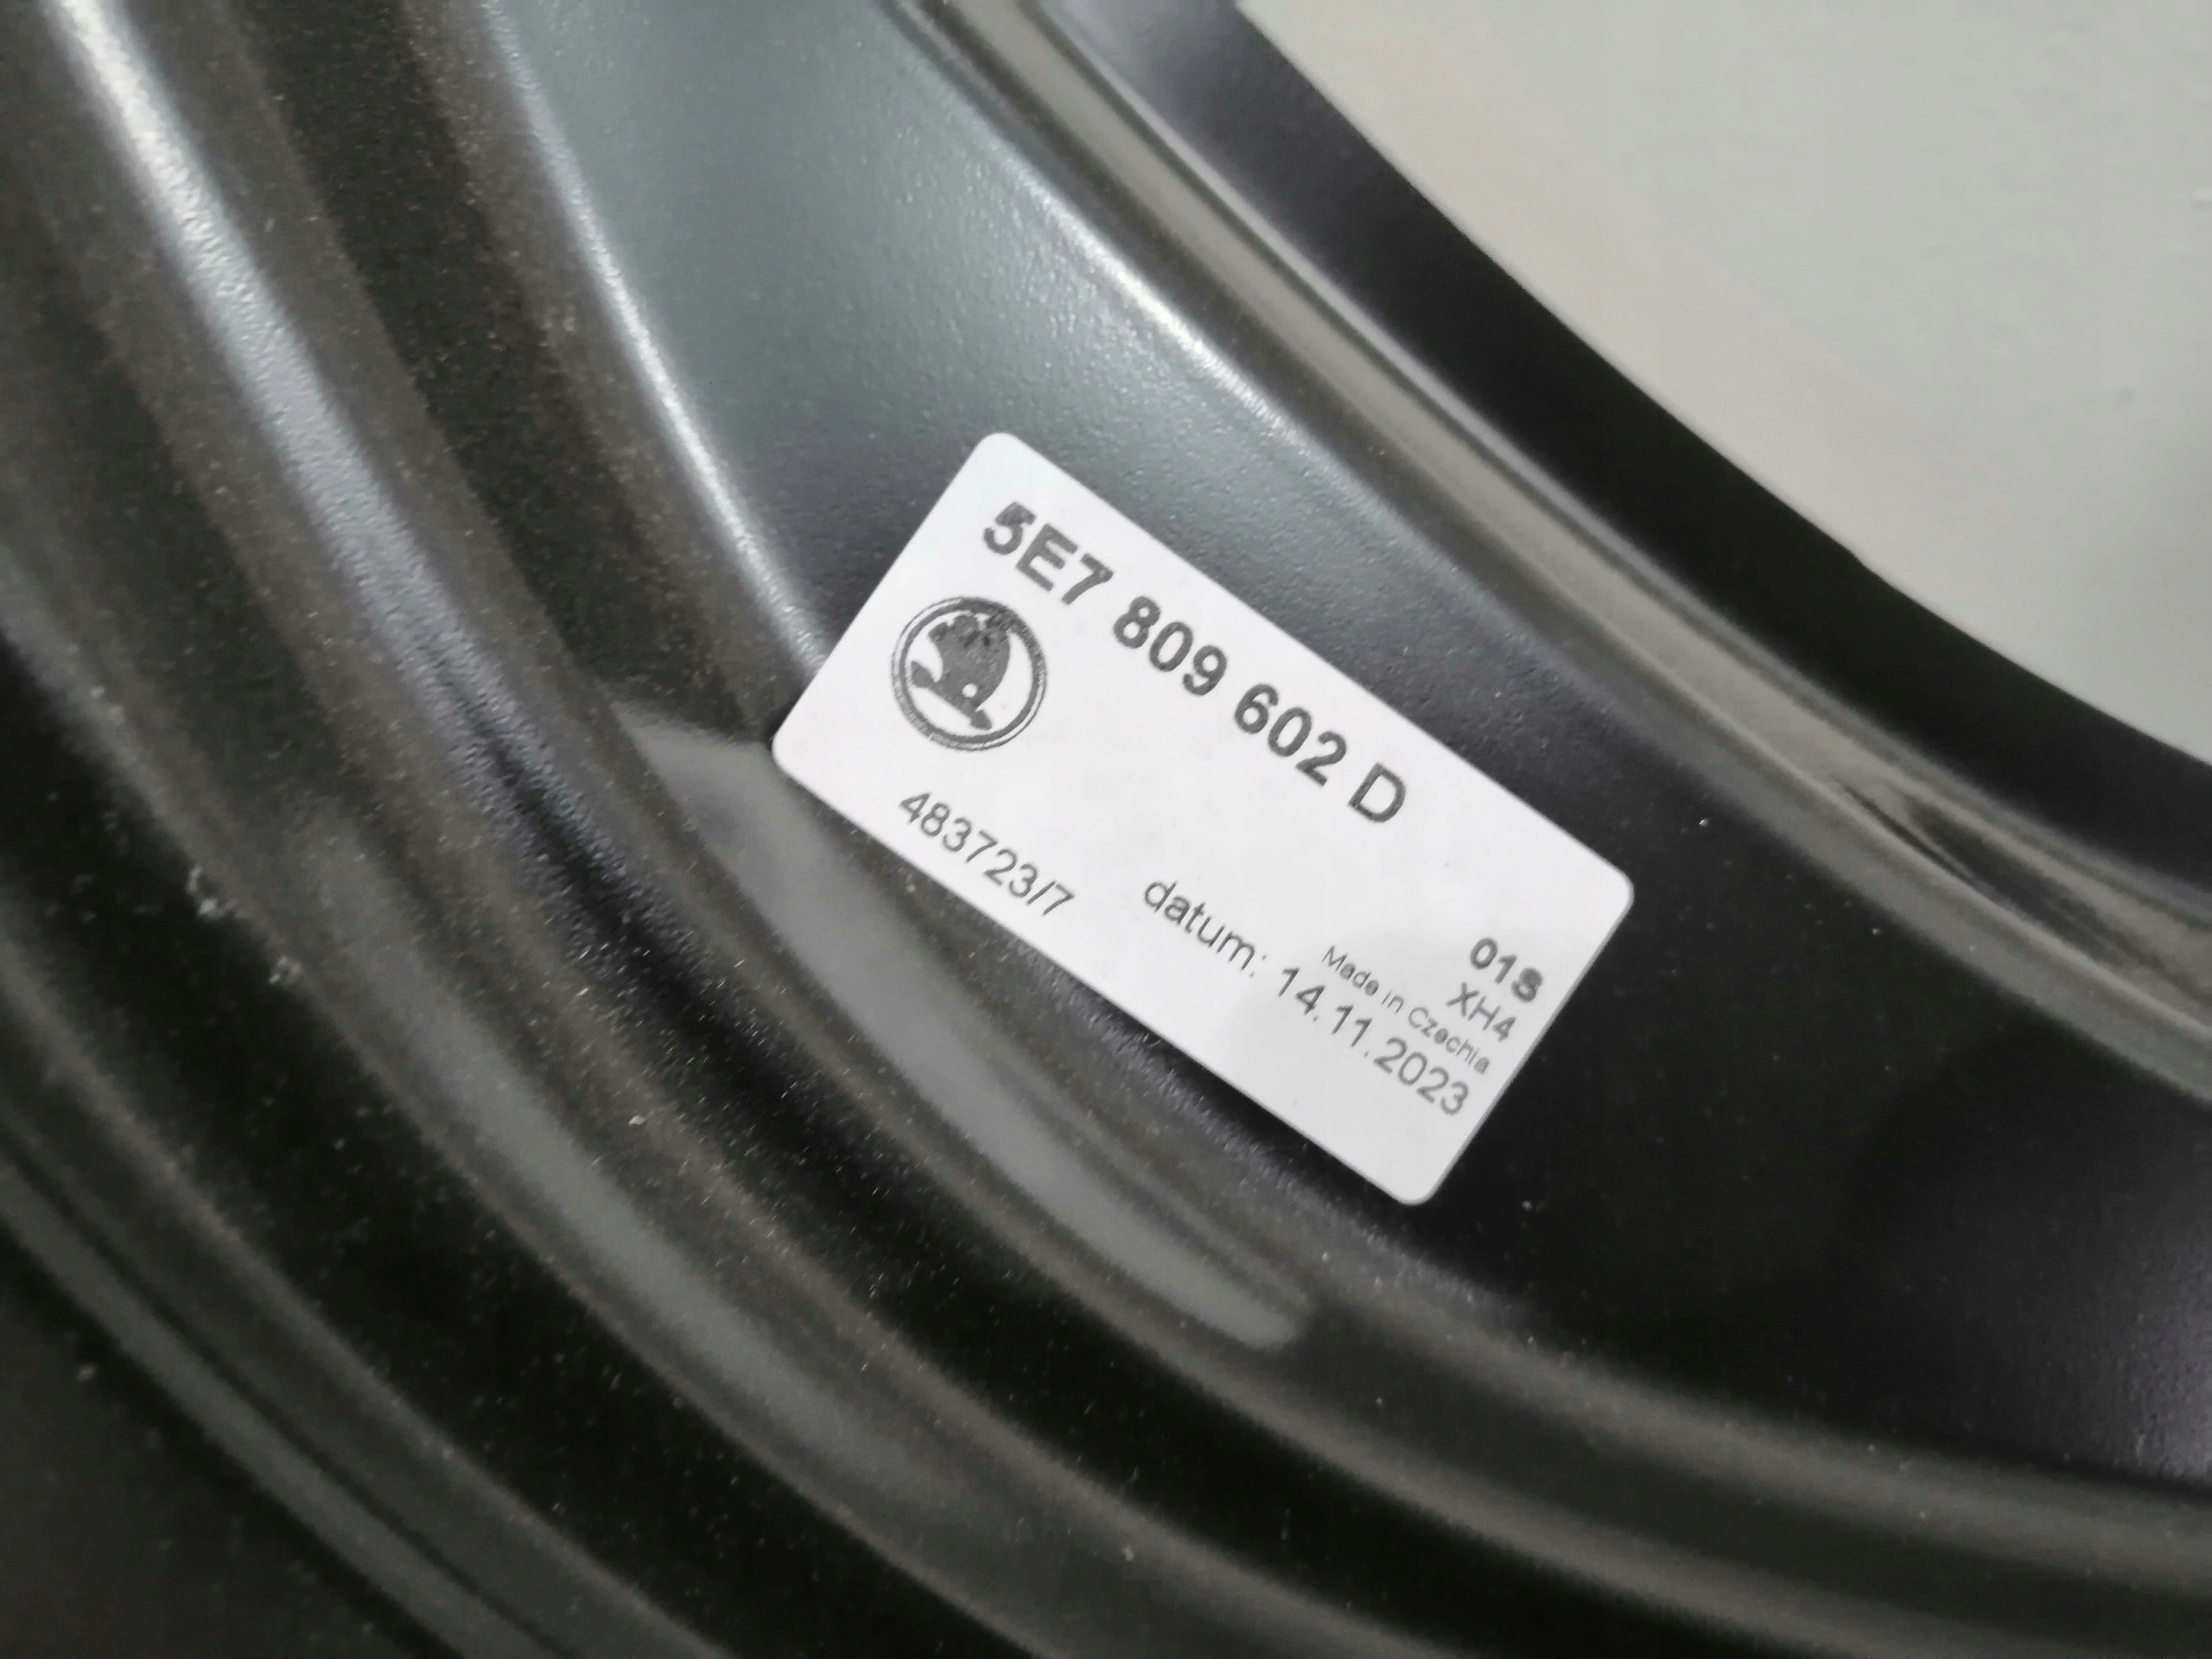 5E7 809 602 D
01S
XH4
Made in Czechia
483723/7
datum: 14.11.2023